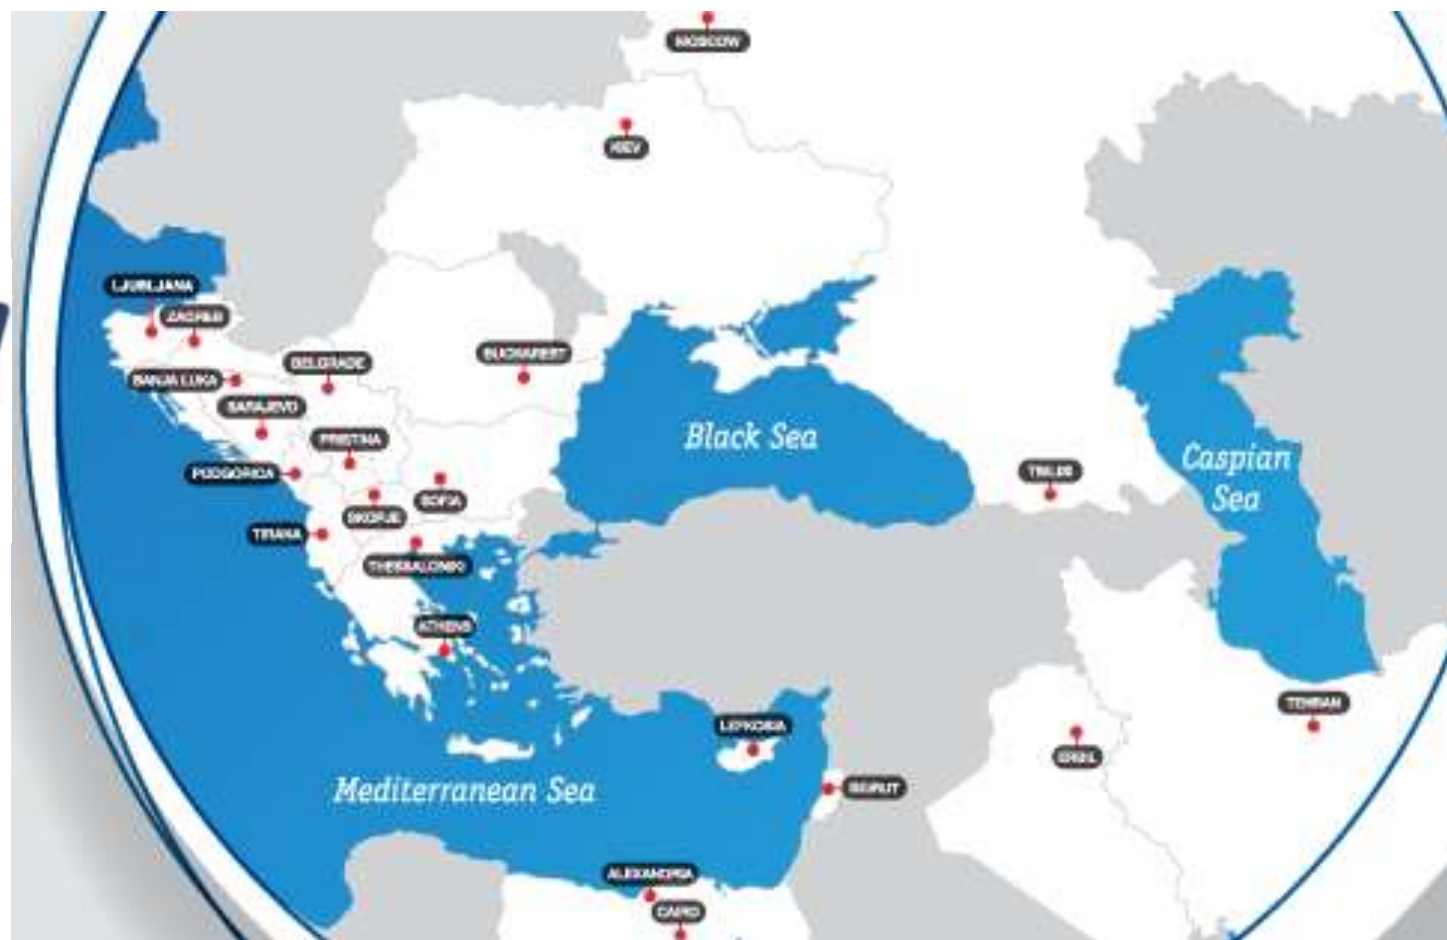 MOSCOW
KIEV
LJUBLJANA
ZAGREB
BUCHAREST
BELGRADE
BANJA LUKA
SARAJEVO
Black Sea
PRISTINA
Caspian
Sea
PODGORICA
TBILISI
SOFIA
SKOPJE
TIRANA
THESSALONIKI
ATHENS
TEHRAN
LEFKOSIA
ERBIL
Mediterranean Sea
BEIRUT
ALEXANDRIA
CAIRO